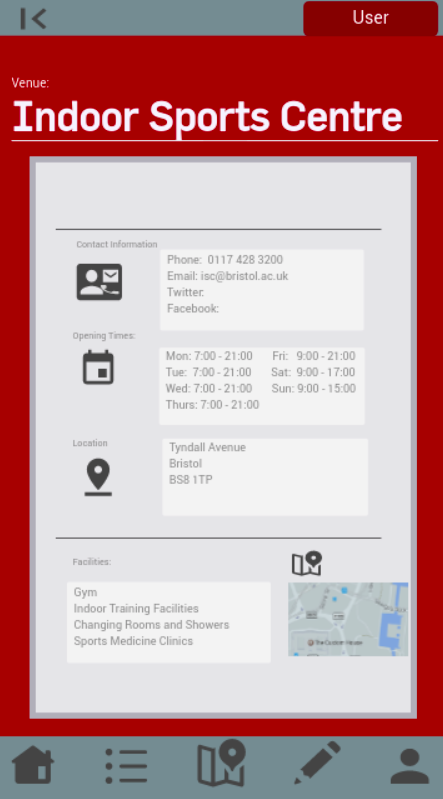 User
Venue:
Indoor Sports Centre
Contact Information
Phone: 0117 428 3200
Email: isc@bristol.ac.uk
Twitter:
Facebook:
Opening Times:
Mon: 7:00 - 21:00 Fri: 9:00 - 21:00
Tue: 7:00 - 21:00 Sat: 9:00 - 17:00
Wed: 7:00 - 21:00 Sun: 9:00 - 15:00
Thurs: 7:00 - 21:00
Location
Tyndall Avenue
Bristol
BS8 1TP
Facilities:
Gym
Indoor Training Facilities
Changing Rooms and Showers
Sports Medicine Clinics
The Custom House